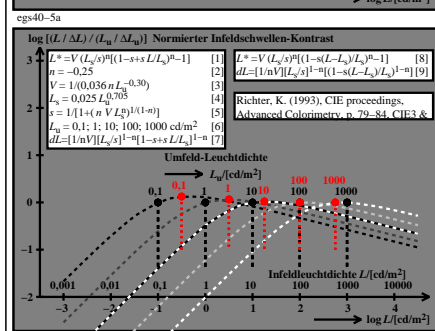 3
egs40–5a
log [(L / ΔL) / (Lu / ΔLu)] Normierter Infeldschwellen-Kontrast
L* =V (Ls/s)n[(1–s+s L/Ls)n–1] [1]
n = –0,25 [2]
V = 1/(0,036 n Lu–0,30) [3]
Ls = 0,025 Lu0,705 [4]
s = 1/[1+( n V Ls)1/(1-n) [5]
Lu = 0,1; 1; 10; 100; 1000 cd/m2 [6]
dL=[1/nV][Ls/s]1–n[1–s+s L/Ls]1–n [7]
L* =V(Ls/s)n[(1–s(L–Ls)/Ls)n–1] [8]
dL=[1/nV][Ls/s]1–n[(1–s(L–Ls)/Ls)1–n] [9]
Richter, K. (1993), CIE proceedings,
Advanced Colorimetry, p. 79–84, CIE3 &
Umfeld-Leuchtdichte
Lu/[cd/m2]
1
0,1 0,1 1 1 10 10 100 100 1000 1000
0
–1
Infeldleuchtdichte L/[cd/m2]
0,001 0,01 0,1 1 10 100 1000
–2
–3 –2 –1 0 1 2 3 4
log L/[cd/m2]